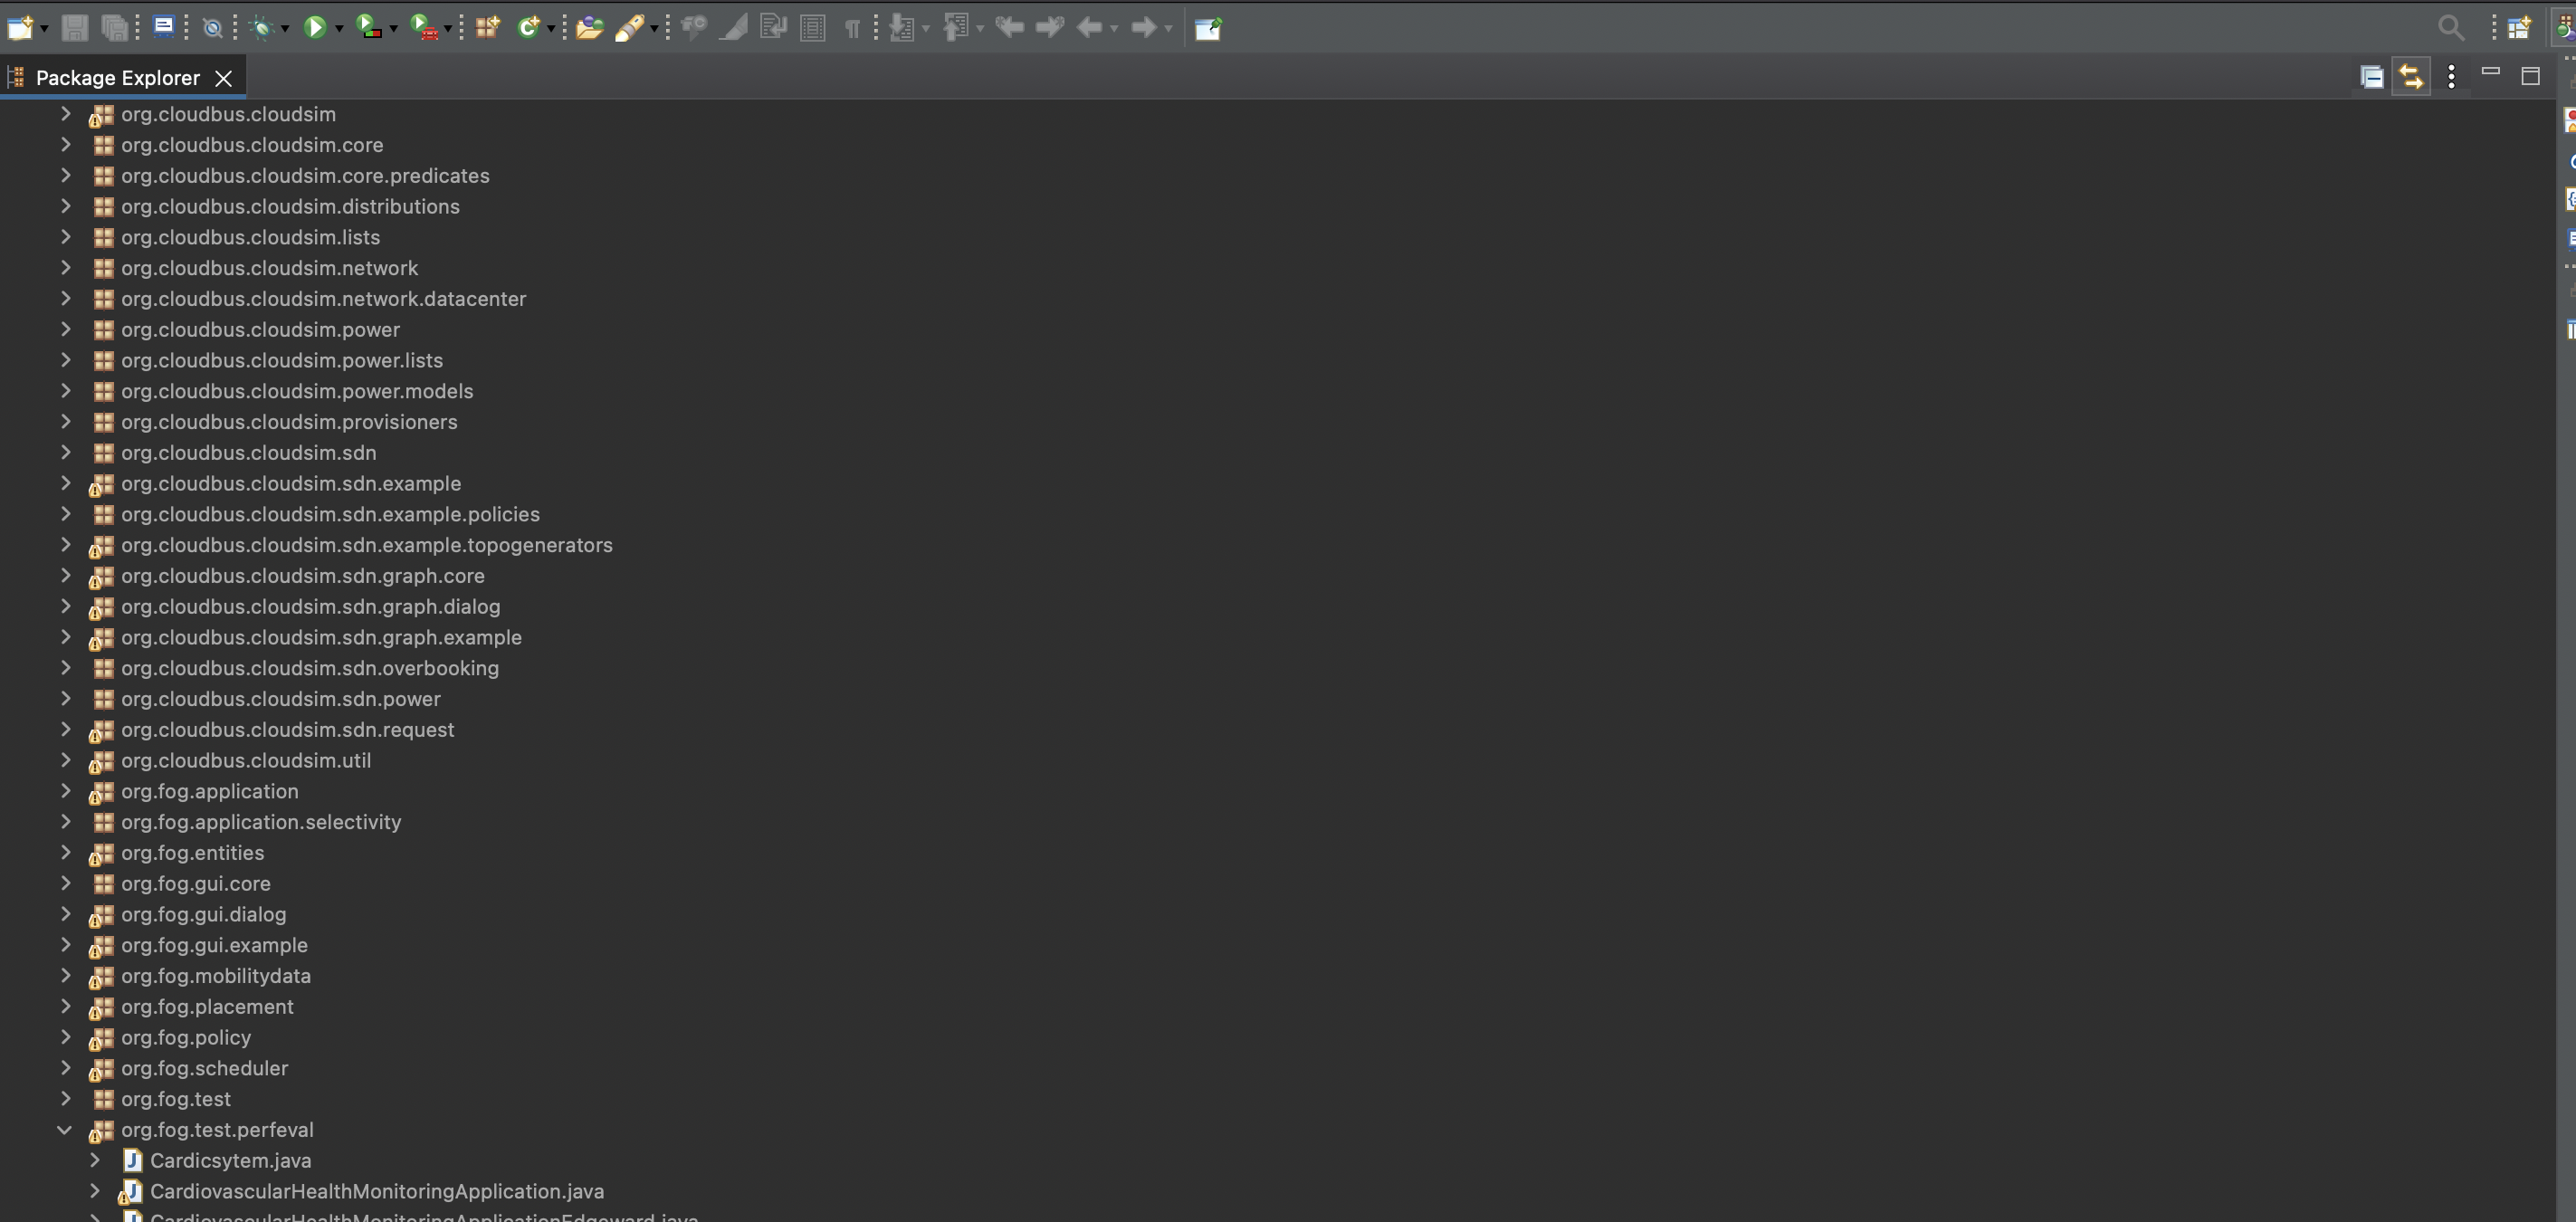 Package Explorer
org.cloudbus.cloudsim
org.cloudbus.cloudsim.core
org.cloudbus.cloudsim.core.predicates
org.cloudbus.cloudsim.distributions
org.cloudbus.cloudsim.lists
org.cloudbus.cloudsim.network
org.cloudbus.cloudsim.network.datacenter
org.cloudbus.cloudsim.power
org.cloudbus.cloudsim.power.lists
org.cloudbus.cloudsim.power.models
org.cloudbus.cloudsim.provisioners
org.cloudbus.cloudsim.sdn
org.cloudbus.cloudsim.sdn.example
org.cloudbus.cloudsim.sdn.example.policies
org.cloudbus.cloudsim.sdn.example.topogenerators
org.cloudbus.cloudsim.sdn.graph.core
org.cloudbus.cloudsim.sdn.graph.dialog
org.cloudbus.cloudsim.sdn.graph.example
org.cloudbus.cloudsim.sdn.overbooking
org.cloudbus.cloudsim.sdn.power
org.cloudbus.cloudsim.sdn.request
org.cloudbus.cloudsim.util
org.fog.application
org.fog.application.selectivity
org.fog.entities
org.fog.gui.core
org.fog.gui.dialog
org.fog.gui.example
org.fog.mobilitydata
org.fog.placement
org.fog.policy
org.fog.scheduler
org.fog.test
org.fog.test.perfeval
Cardicsytem.java
CardiovascularHealthMonitoringApplication.java
CardiovascularHealthMonitoringApplicationEdgeward.java